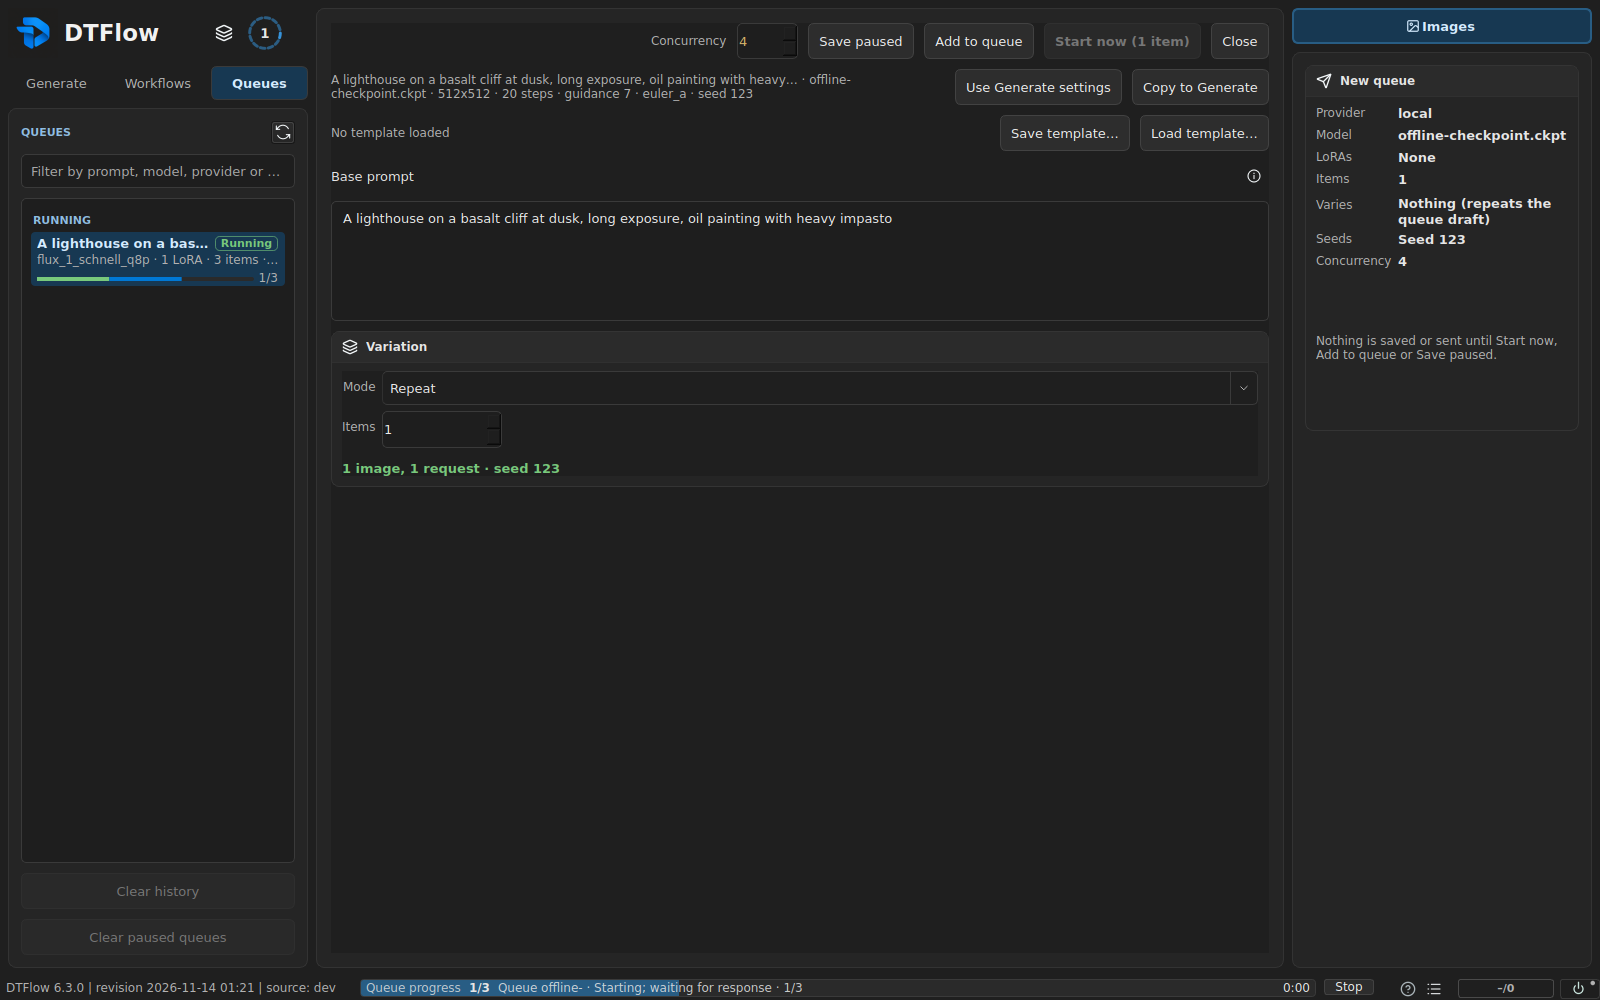 DTFlow
1
Generate
Workflows
Queues
QUEUES
Filter by prompt, model, provider or ...
RUNNING
A lighthouse on a bas... Running
flux_1_schnell_q8p · 1 LoRA · 3 items ·...
1/3
Clear history
Clear paused queues
Concurrency 4
Save paused
Add to queue
Start now (1 item)
Close
A lighthouse on a basalt cliff at dusk, long exposure, oil painting with heavy... · offline-
checkpoint.ckpt · 512x512 · 20 steps · guidance 7 · euler_a · seed 123
Use Generate settings
Copy to Generate
No template loaded
Save template...
Load template...
Base prompt
A lighthouse on a basalt cliff at dusk, long exposure, oil painting with heavy impasto
Variation
Mode Repeat
Items 1
1 image, 1 request · seed 123
Images
New queue
Provider local
Model offline-checkpoint.ckpt
LoRAs None
Items 1
Varies Nothing (repeats the
queue draft)
Seeds Seed 123
Concurrency 4
Nothing is saved or sent until Start now,
Add to queue or Save paused.
DTFlow 6.3.0 | revision 2026-11-14 01:21 | source: dev
Queue progress 1/3 Queue offline- · Starting; waiting for response · 1/3
0:00
Stop
-/0